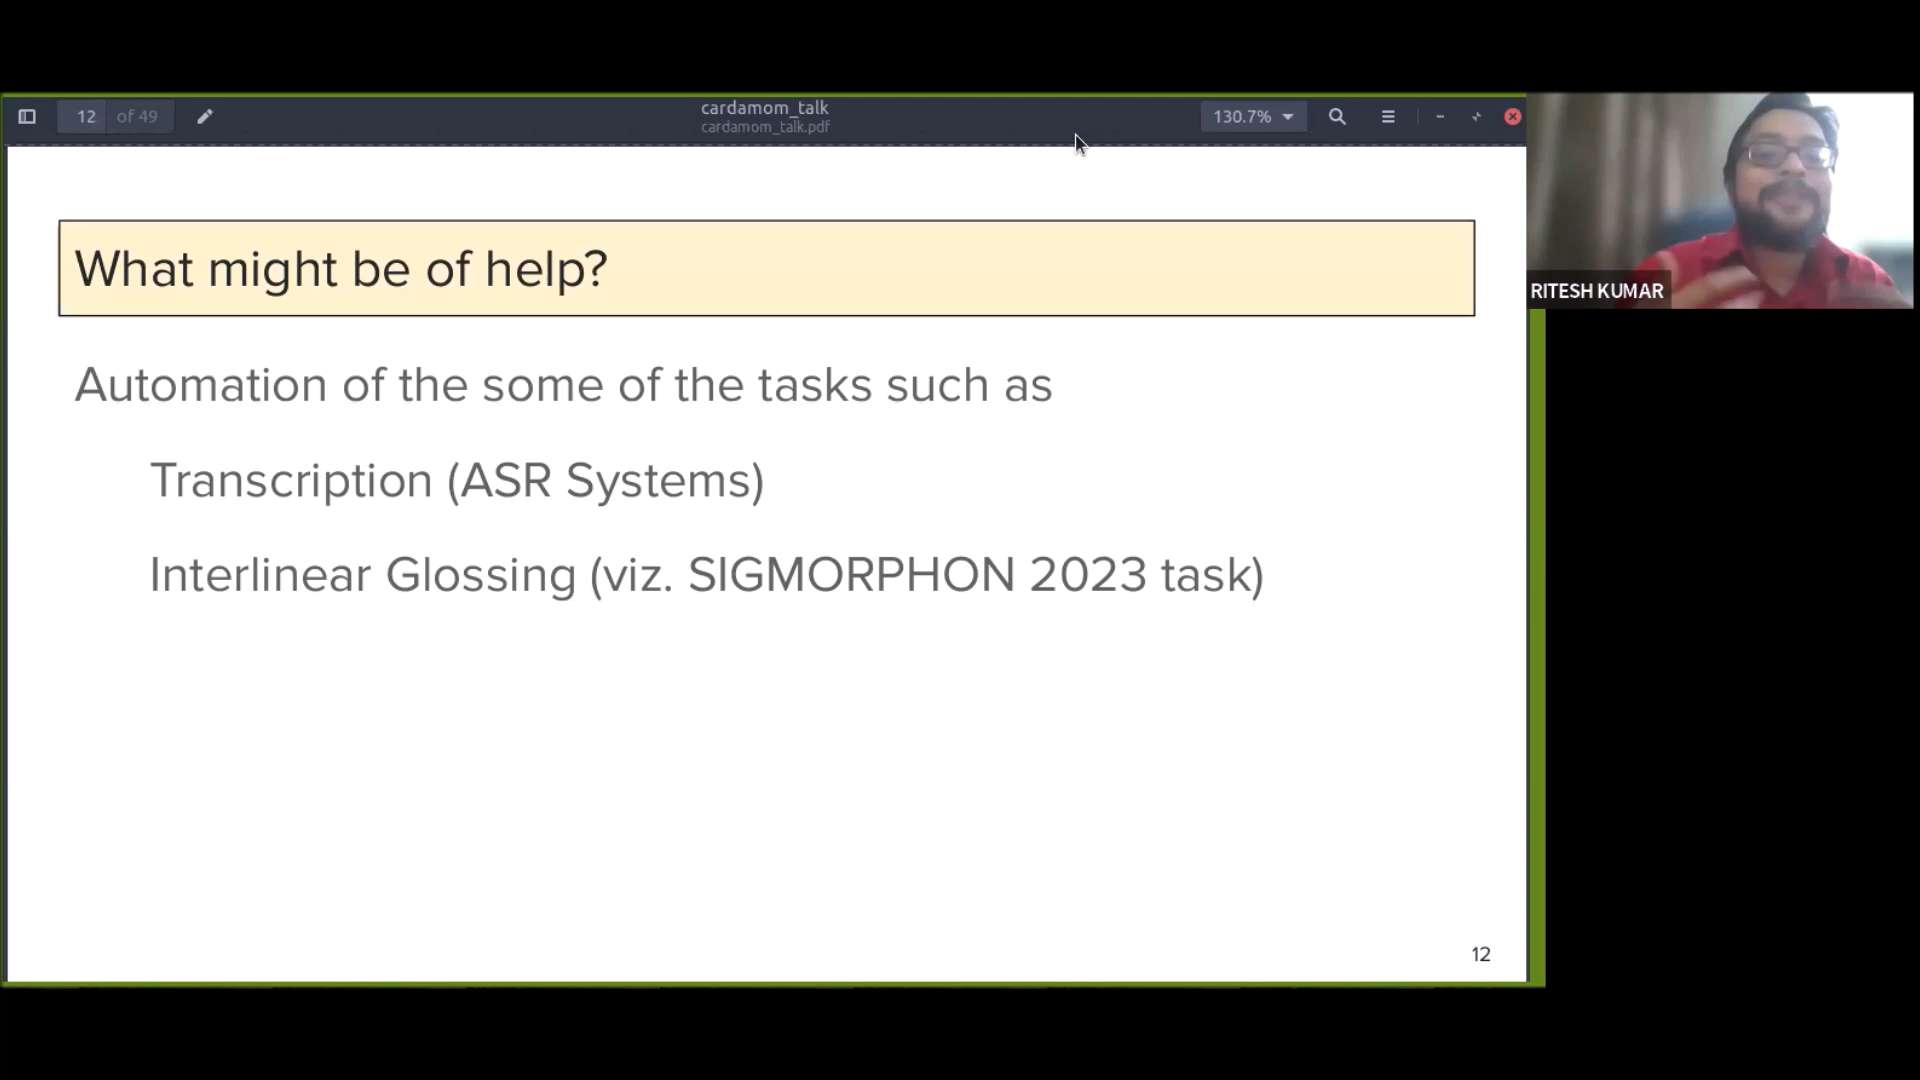 12 of 49
cardamom_talk
cardamom_talk.pdf
130.7%
What might be of help?
Automation of the some of the tasks such as
Transcription (ASR Systems)
Interlinear Glossing (viz. SIGMORPHON 2023 task)
12
RITESH KUMAR